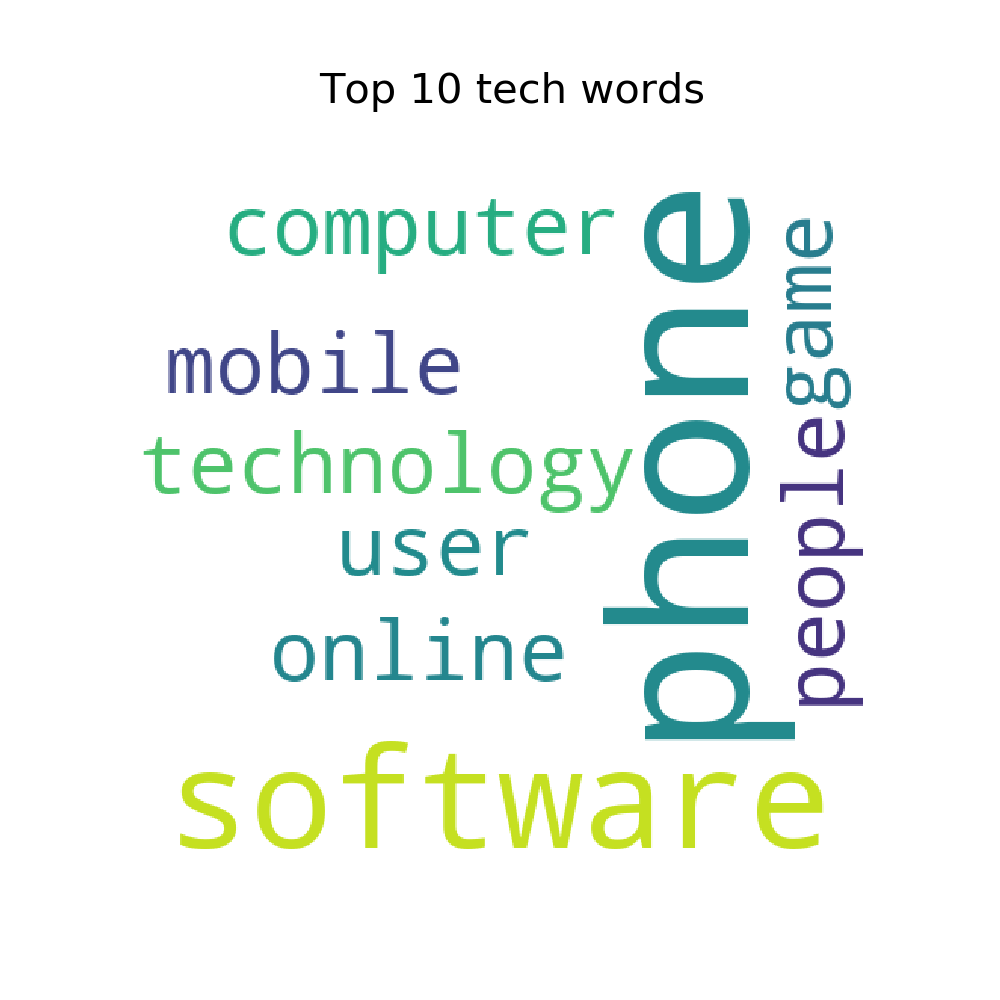 Top 10 tech words
computer
mobile
technology
user
online
software
phone
game
people